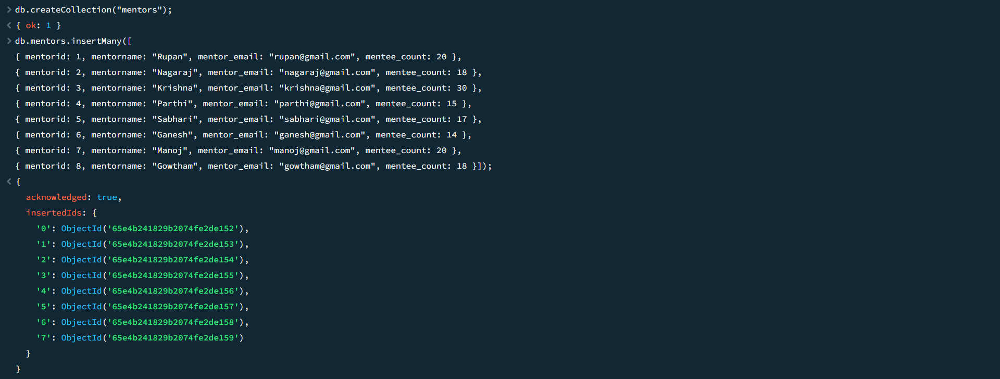 > db.createCollection("mentors");
< { ok: 1 }
> db.mentors.insertMany([
{ mentorid: 1, mentorname: "Rupan", mentor_email: "rupan@gmail.com", mentee_count: 20 },
{ mentorid: 2, mentorname: "Nagaraj", mentor_email: "nagaraj@gmail.com", mentee_count: 18 },
{ mentorid: 3, mentorname: "Krishna", mentor_email: "krishna@gmail.com", mentee_count: 30 },
{ mentorid: 4, mentorname: "Parthi", mentor_email: "parthi@gmail.com", mentee_count: 15 },
{ mentorid: 5, mentorname: "Sabhari", mentor_email: "sabhari@gmail.com", mentee_count: 17 },
{ mentorid: 6, mentorname: "Ganesh", mentor_email: "ganesh@gmail.com", mentee_count: 14 },
{ mentorid: 7, mentorname: "Manoj", mentor_email: "manoj@gmail.com", mentee_count: 20 },
{ mentorid: 8, mentorname: "Gowtham", mentor_email: "gowtham@gmail.com", mentee_count: 18 }]);
< {
acknowledged: true,
insertedIds: {
'0': ObjectId('65e4b241829b2074fe2de152'),
'1': ObjectId('65e4b241829b2074fe2de153'),
'2': ObjectId('65e4b241829b2074fe2de154'),
'3': ObjectId('65e4b241829b2074fe2de155'),
'4': ObjectId('65e4b241829b2074fe2de156'),
'5': ObjectId('65e4b241829b2074fe2de157'),
'6': ObjectId('65e4b241829b2074fe2de158'),
'7': ObjectId('65e4b241829b2074fe2de159')
}
}